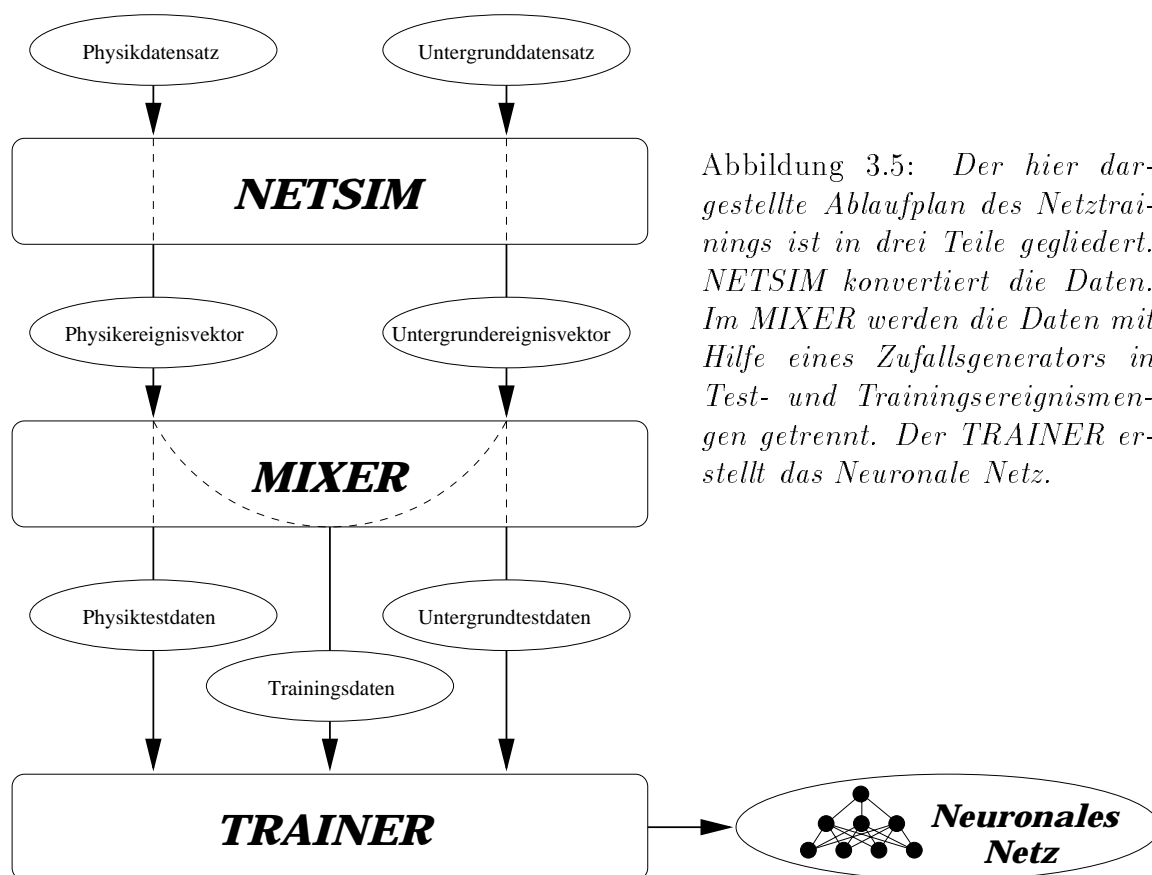 Physikdatensatz
Untergrunddatensatz
NETSIM
Physikereignisvektor
Untergrundereignisvektor
MIXER
Physiktestdaten
Untergrundtestdaten
Trainingsdaten
TRAINER
Neuronales
Netz
Abbildung 3.5: Der hier dar-
gestellte Ablaufplan des Netztrai-
nings ist in drei Teile gegliedert.
NETSIM konvertiert die Daten.
Im MIXER werden die Daten mit
Hilfe eines Zufallsgenerators in
Test- und Trainingsereignismen-
gen getrennt. Der TRAINER er-
stellt das Neuronale Netz.